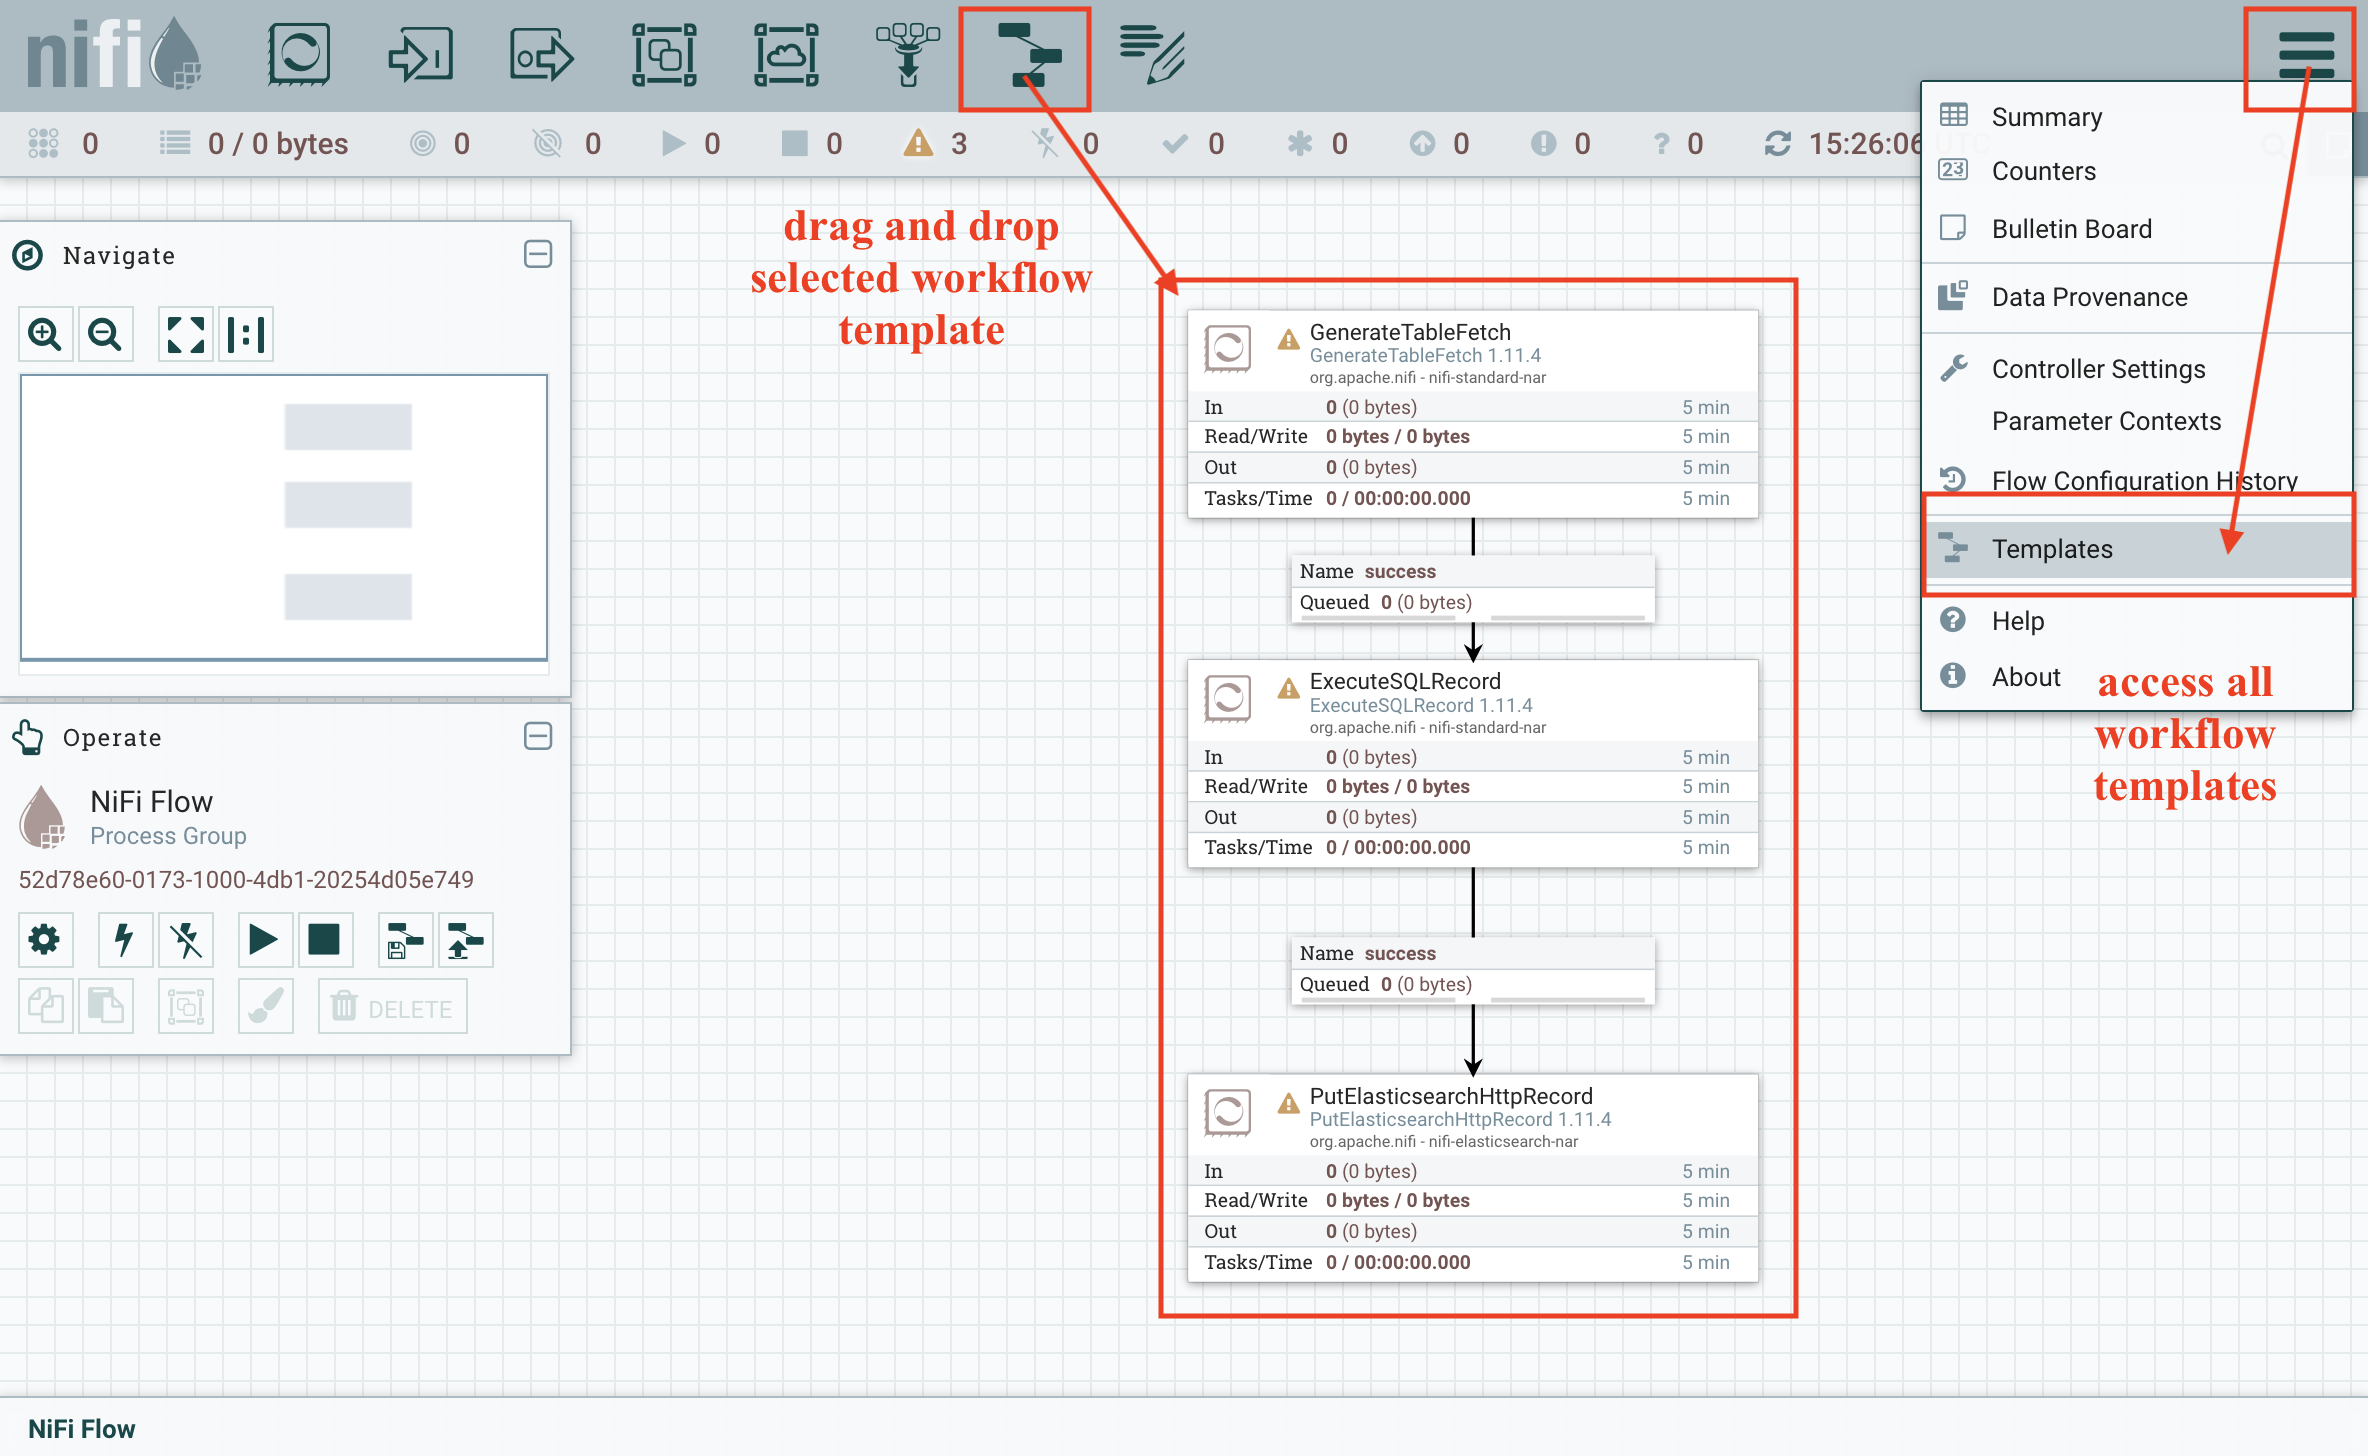 nifi
0
0 / 0 bytes
0
0
0
0
3
0
0
0
0
0
0
15:26:06 UTC
Summary
23 Counters
Bulletin Board
Data Provenance
Controller Settings
Parameter Contexts
Flow Configuration History
Templates
Help
About
access all
workflow
templates
drag and drop
selected workflow
template
Navigate
Operate
NiFi Flow
Process Group
52d78e60-0173-1000-4db1-20254d05e749
DELETE
GenerateTableFetch
GenerateTableFetch 1.11.4
org.apache.nifi - nifi-standard-nar
In 0 (0 bytes) 5 min
Read/Write 0 bytes / 0 bytes 5 min
Out 0 (0 bytes) 5 min
Tasks/Time 0 / 00:00:00.000 5 min
Name success
Queued 0 (0 bytes)
ExecuteSQLRecord
ExecuteSQLRecord 1.11.4
org.apache.nifi - nifi-standard-nar
In 0 (0 bytes) 5 min
Read/Write 0 bytes / 0 bytes 5 min
Out 0 (0 bytes) 5 min
Tasks/Time 0 / 00:00:00.000 5 min
Name success
Queued 0 (0 bytes)
PutElasticsearchHttpRecord
PutElasticsearchHttpRecord 1.11.4
org.apache.nifi - nifi-elasticsearch-nar
In 0 (0 bytes) 5 min
Read/Write 0 bytes / 0 bytes 5 min
Out 0 (0 bytes) 5 min
Tasks/Time 0 / 00:00:00.000 5 min
NiFi Flow